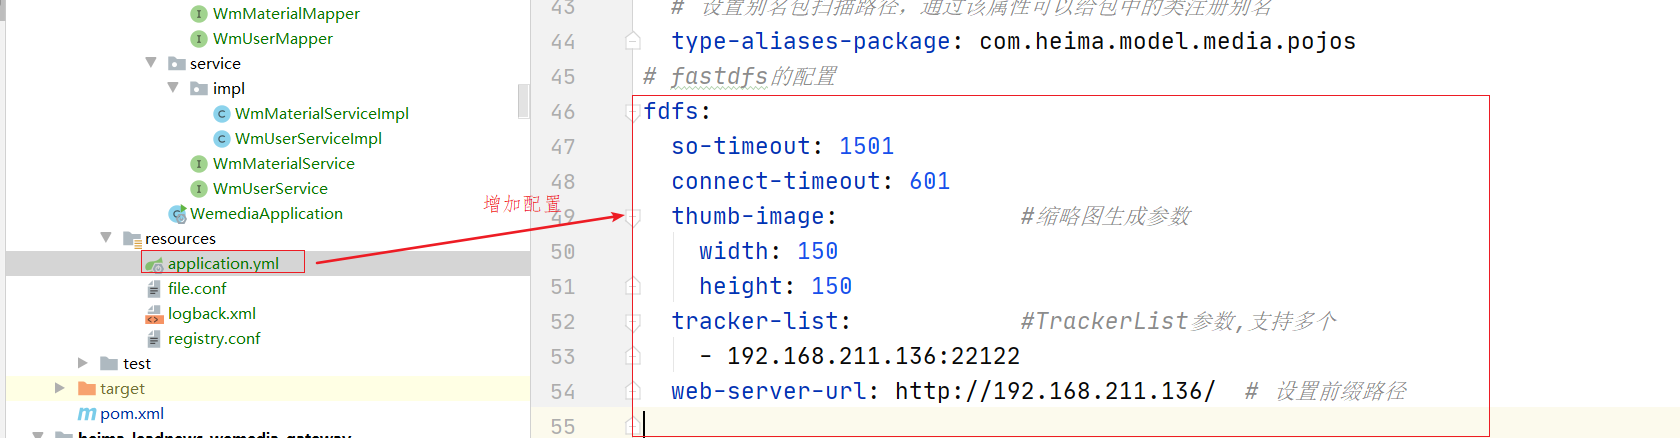 WmMaterialMapper
WmUserMapper
service
impl
WmMaterialServiceImpl
WmUserServiceImpl
WmMaterialService
WmUserService
WemediaApplication
resources
application.yml
file.conf
logback.xml
registry.conf
test
target
pom.xml
heima-leadnews-wemedia-gateway
增加配置
43 # 设置别名包扫描路径，通过该属性可以给包中的类注册别名
44 type-aliases-package: com.heima.model.media.pojos
45 # fastdfs的配置
46 fdfs:
47 so-timeout: 1501
48 connect-timeout: 601
49 thumb-image: #缩略图生成参数
50 width: 150
51 height: 150
52 tracker-list: #TrackerList参数,支持多个
53 - 192.168.211.136:22122
54 web-server-url: http://192.168.211.136/ # 设置前缀路径
55